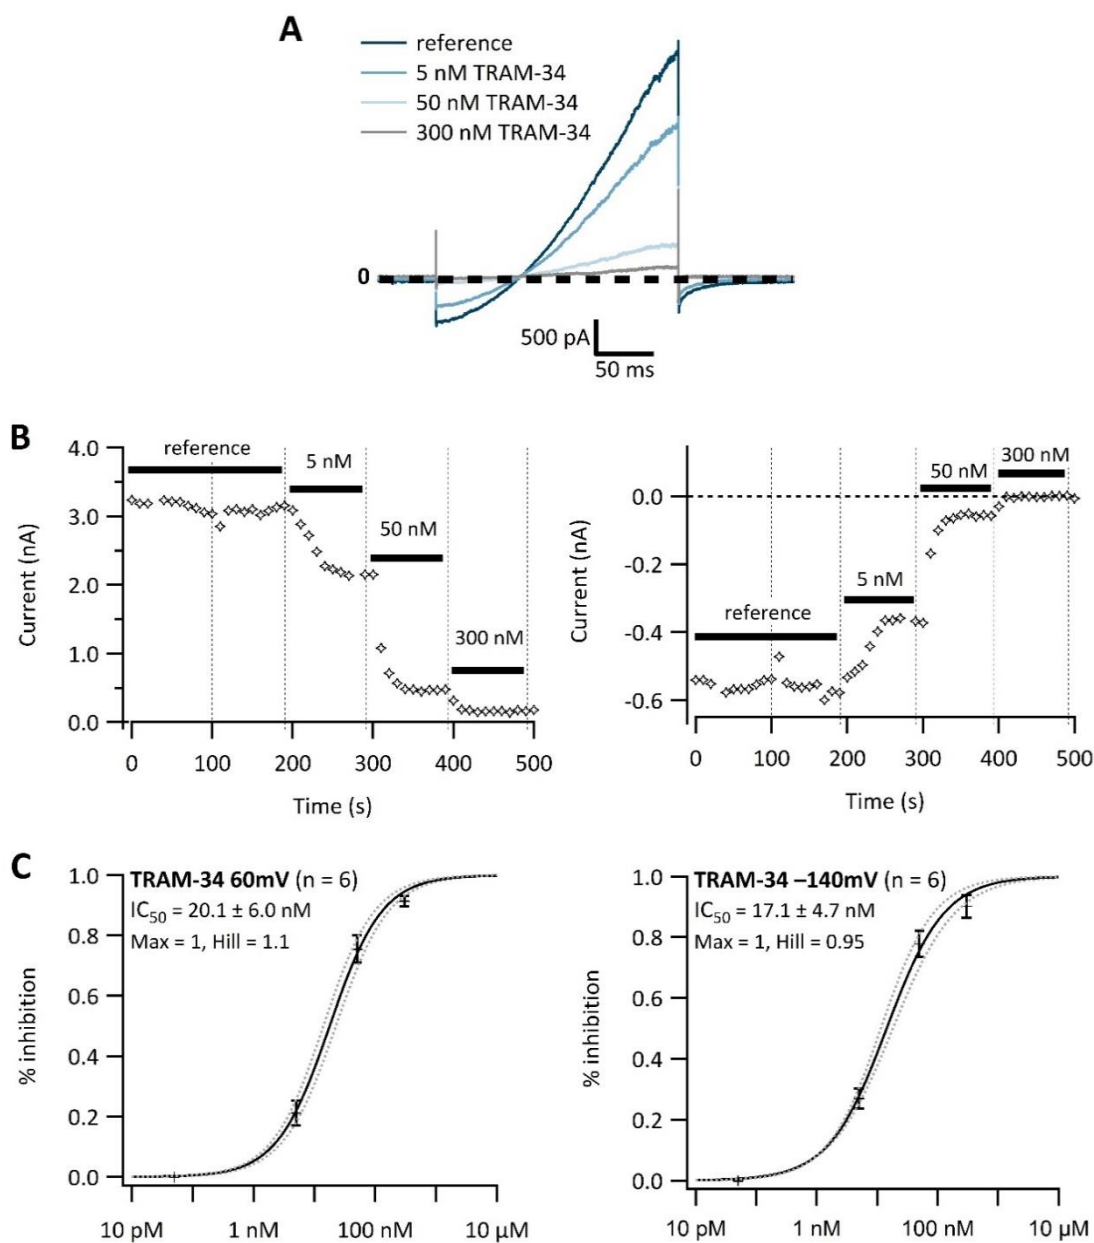 A
reference
5 nM TRAM-34
50 nM TRAM-34
300 nM TRAM-34
0
500 pA
50 ms
B
4.0
3.0
2.0
1.0
0.0
Current (nA)
reference
5 nM
50 nM
300 nM
0
100
200
300
400
500
Time (s)
0.0
-0.2
-0.4
-0.6
Current (nA)
reference
5 nM
50 nM
300 nM
0
100
200
300
400
500
Time (s)
C
1.0
0.8
0.6
0.4
0.2
0.0
% inhibition
TRAM-34 60mV (n = 6)
IC50 = 20.1 ± 6.0 nM
Max = 1, Hill = 1.1
10 pM
1 nM
100 nM
10 µM
1.0
0.8
0.6
0.4
0.2
0.0
% inhibition
TRAM-34 –140mV (n = 6)
IC50 = 17.1 ± 4.7 nM
Max = 1, Hill = 0.95
10 pM
1 nM
100 nM
10 µM